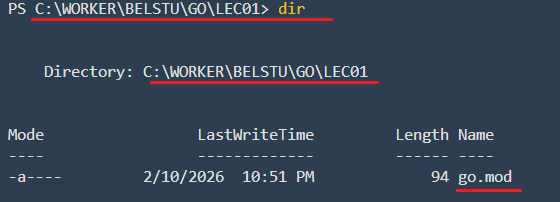 PS C:\WORKER\BELSTU\GO\LEC01> dir
Directory: C:\WORKER\BELSTU\GO\LEC01
Mode LastWriteTime Length Name
---- ------------- ------ ----
-a---- 2/10/2026 10:51 PM 94 go.mod